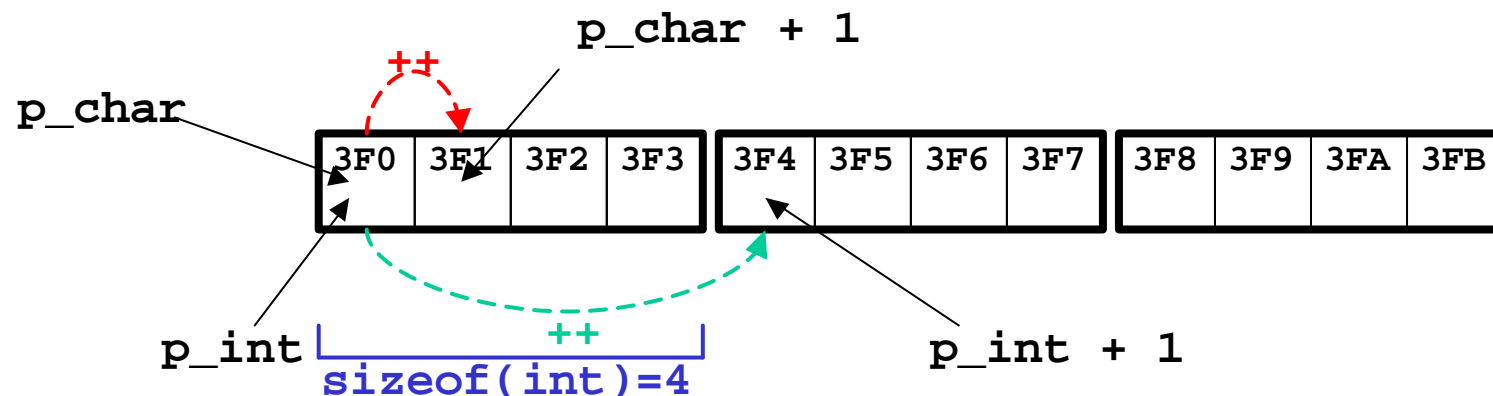 p_char + 1
++
p_char
3F0 3F1 3F2 3F3 3F4 3F5 3F6 3F7 3F8 3F9 3FA 3FB
++
p_int
p_int + 1
sizeof(int)=4